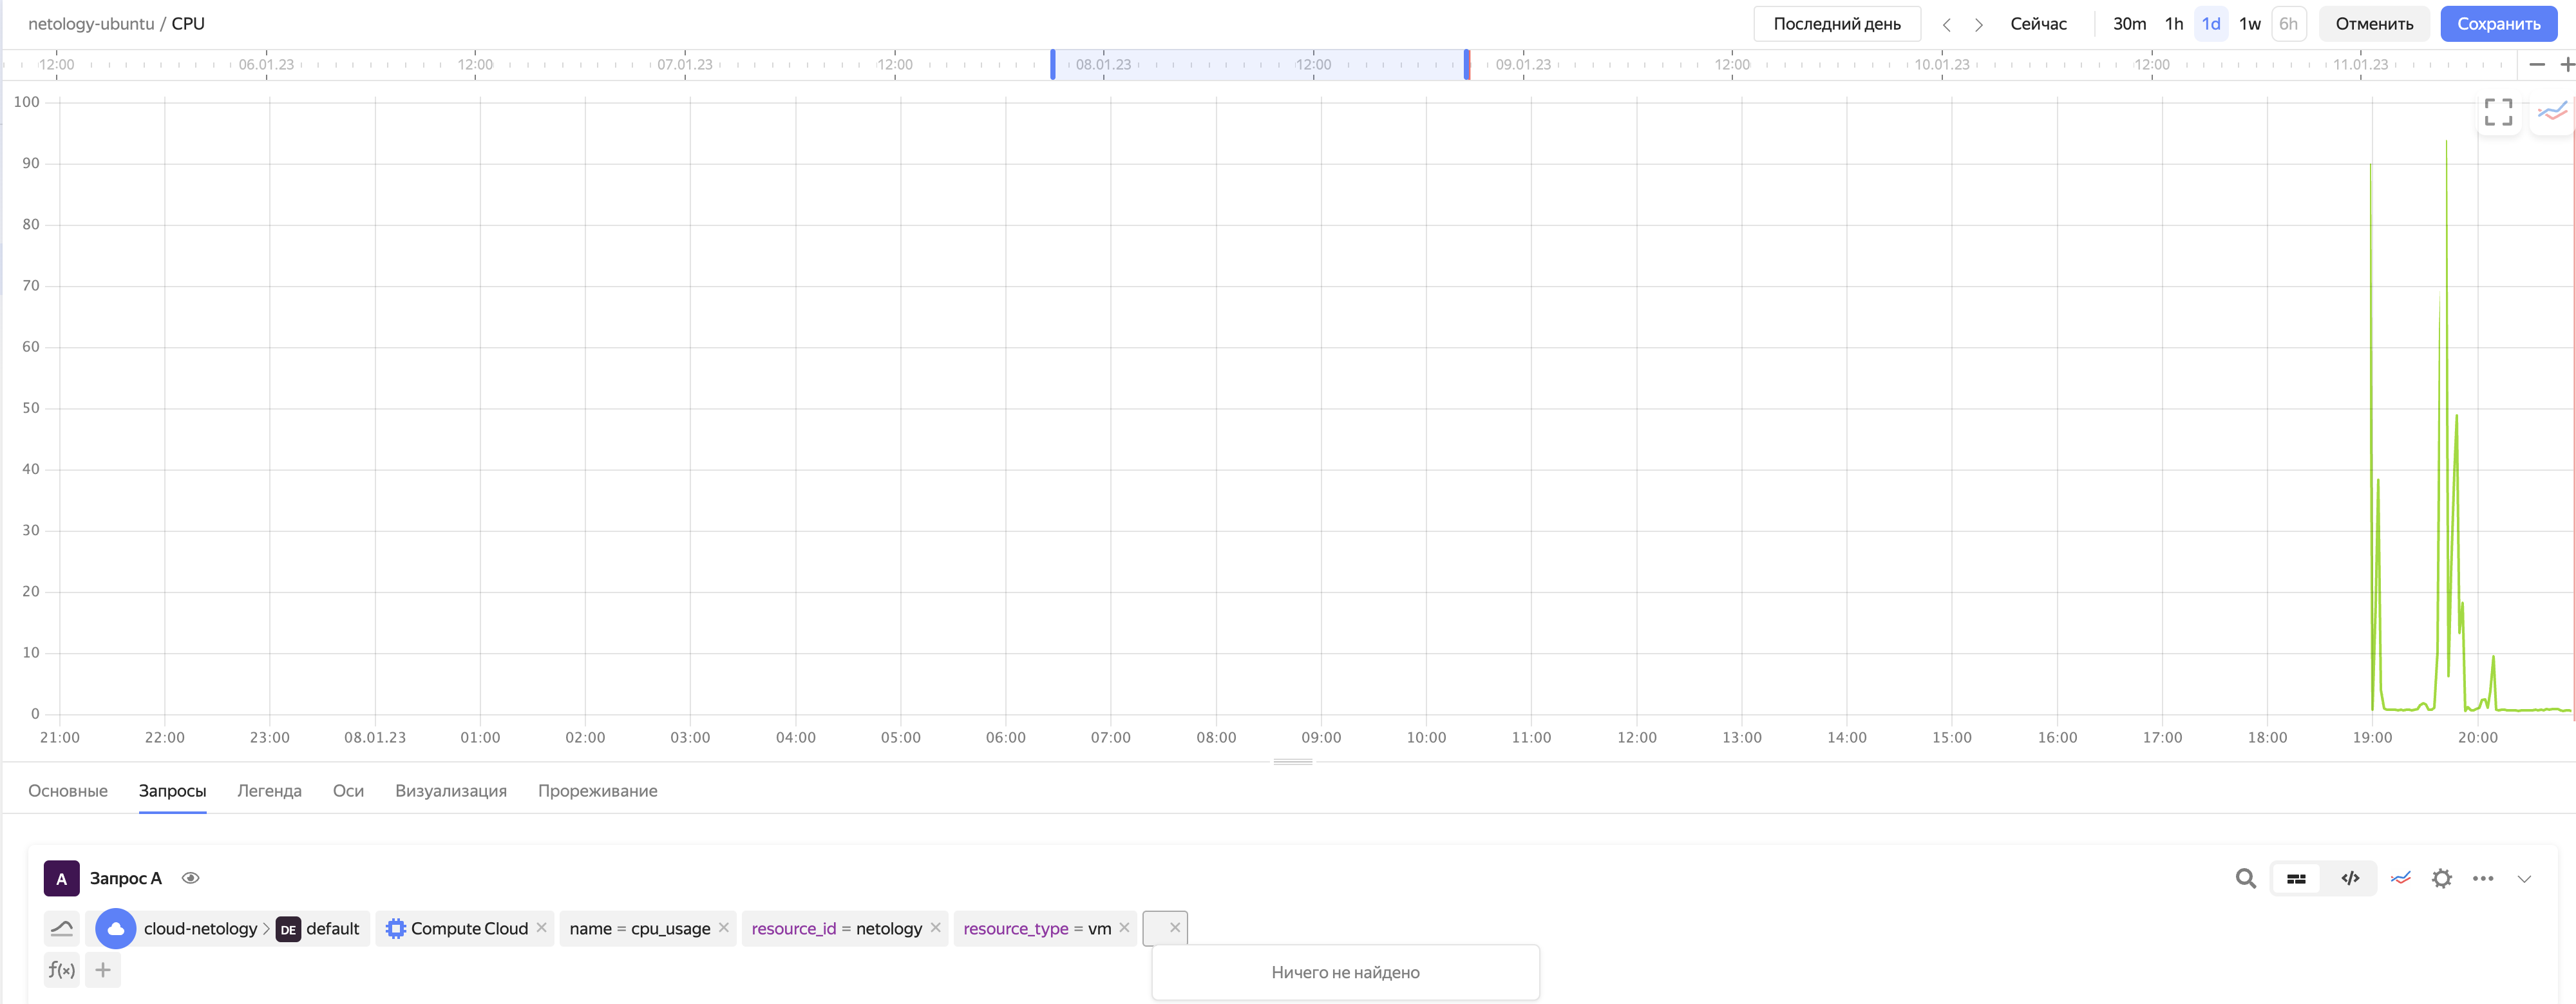 netology-ubuntu / CPU
Последний день < > Сейчас 30m 1h 1d 1w 6h Отменить Сохранить
12:00 06.01.23 12:00 07.01.23 12:00 08.01.23 12:00 09.01.23 12:00 10.01.23 12:00 11.01.23 − +
100
90
80
70
60
50
40
30
20
10
0
21:00 22:00 23:00 08.01.23 01:00 02:00 03:00 04:00 05:00 06:00 07:00 08:00 09:00 10:00 11:00 12:00 13:00 14:00 15:00 16:00 17:00 18:00 19:00 20:00
Основные Запросы Легенда Оси Визуализация Прореживание
A Запрос A </> •••
cloud-netology > DE default Compute Cloud × name = cpu_usage × resource_id = netology × resource_type = vm × ×
f(x) +
Ничего не найдено